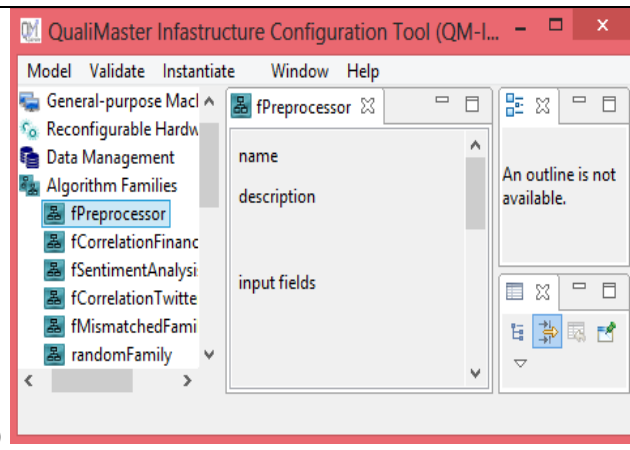 QualiMaster Infastructure Configuration Tool (QM-I...
Model Validate Instantiate Window Help
General-purpose Macl
Reconfigurable Hardw
Data Management
Algorithm Families
fPreprocessor
fCorrelationFinanc
fSentimentAnalysi
fCorrelationTwitte
fMismatchedFami
randomFamily
fPreprocessor
name
description
input fields
An outline is not
available.